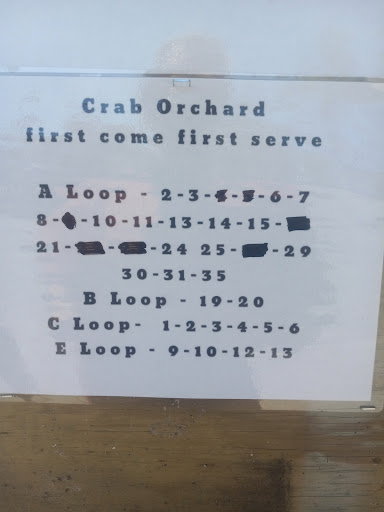 Crab Orchard
first come first serve
A Loop - 2-3- - -6-7
8- -10-11-13-14-15-
21- - -24 25- -29
30-31-35
B Loop - 19-20
C Loop- 1-2-3-4-5-6
E Loop - 9-10-12-13